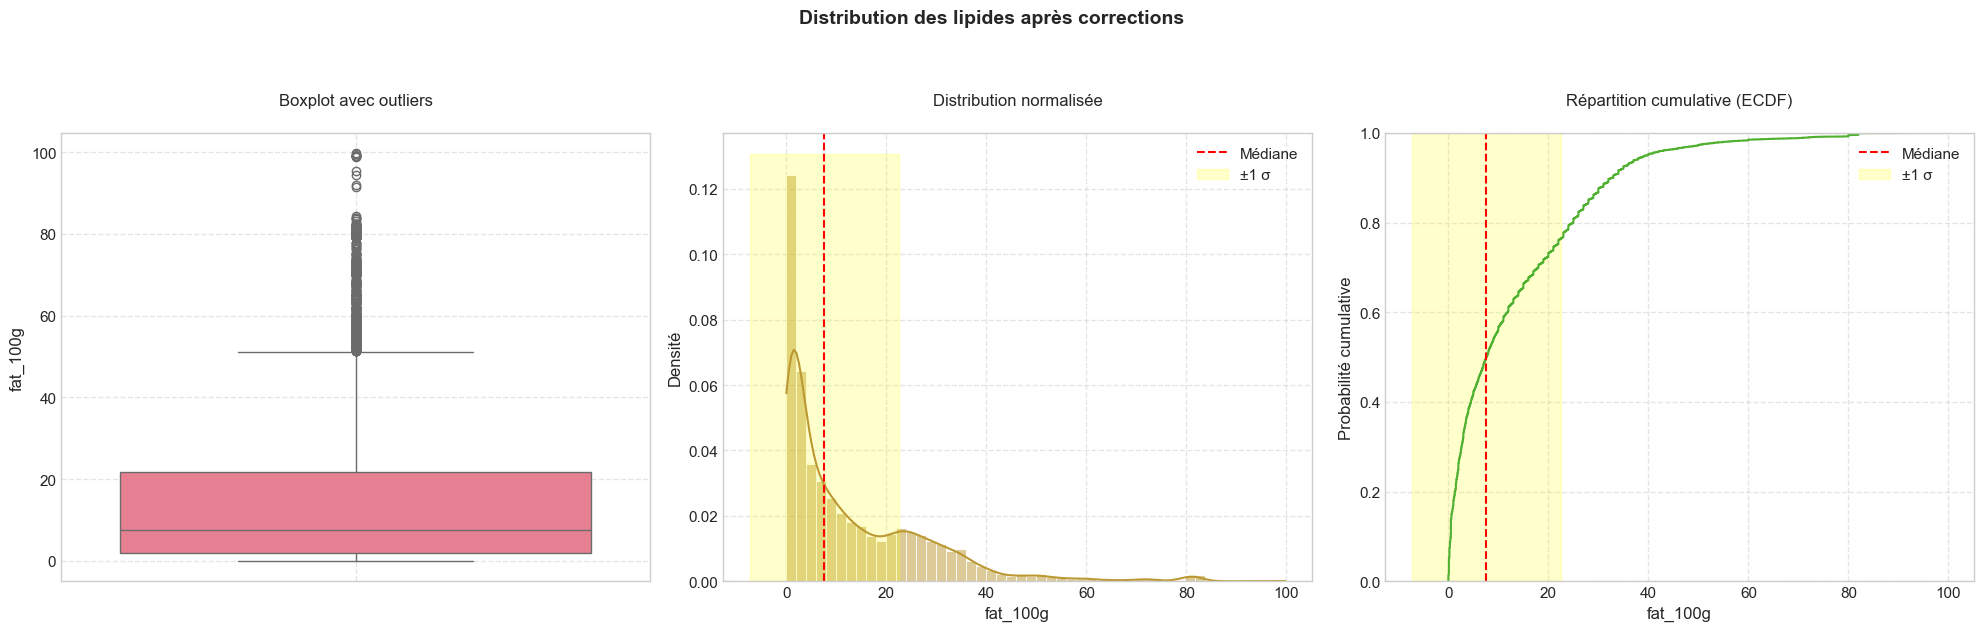 Distribution des lipides après corrections
Boxplot avec outliers
fat_100g
100
80
60
40
20
0
Distribution normalisée
Densité
0.12
0.10
0.08
0.06
0.04
0.02
0.00
Médiane
±1 σ
0 20 40 60 80 100
fat_100g
Répartition cumulative (ECDF)
Probabilité cumulative
1.0
0.8
0.6
0.4
0.2
0.0
Médiane
±1 σ
0 20 40 60 80 100
fat_100g